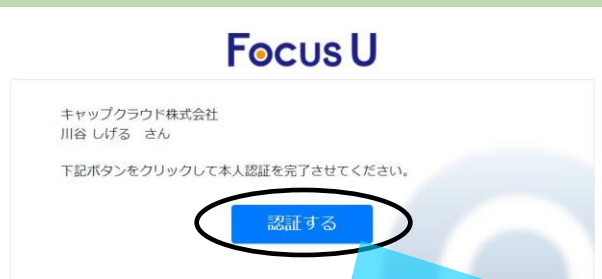 Focus U
キャップクラウド株式会社
川谷 しげる　さん
下記ボタンをクリックして本人認証を完了させてください。
認証する